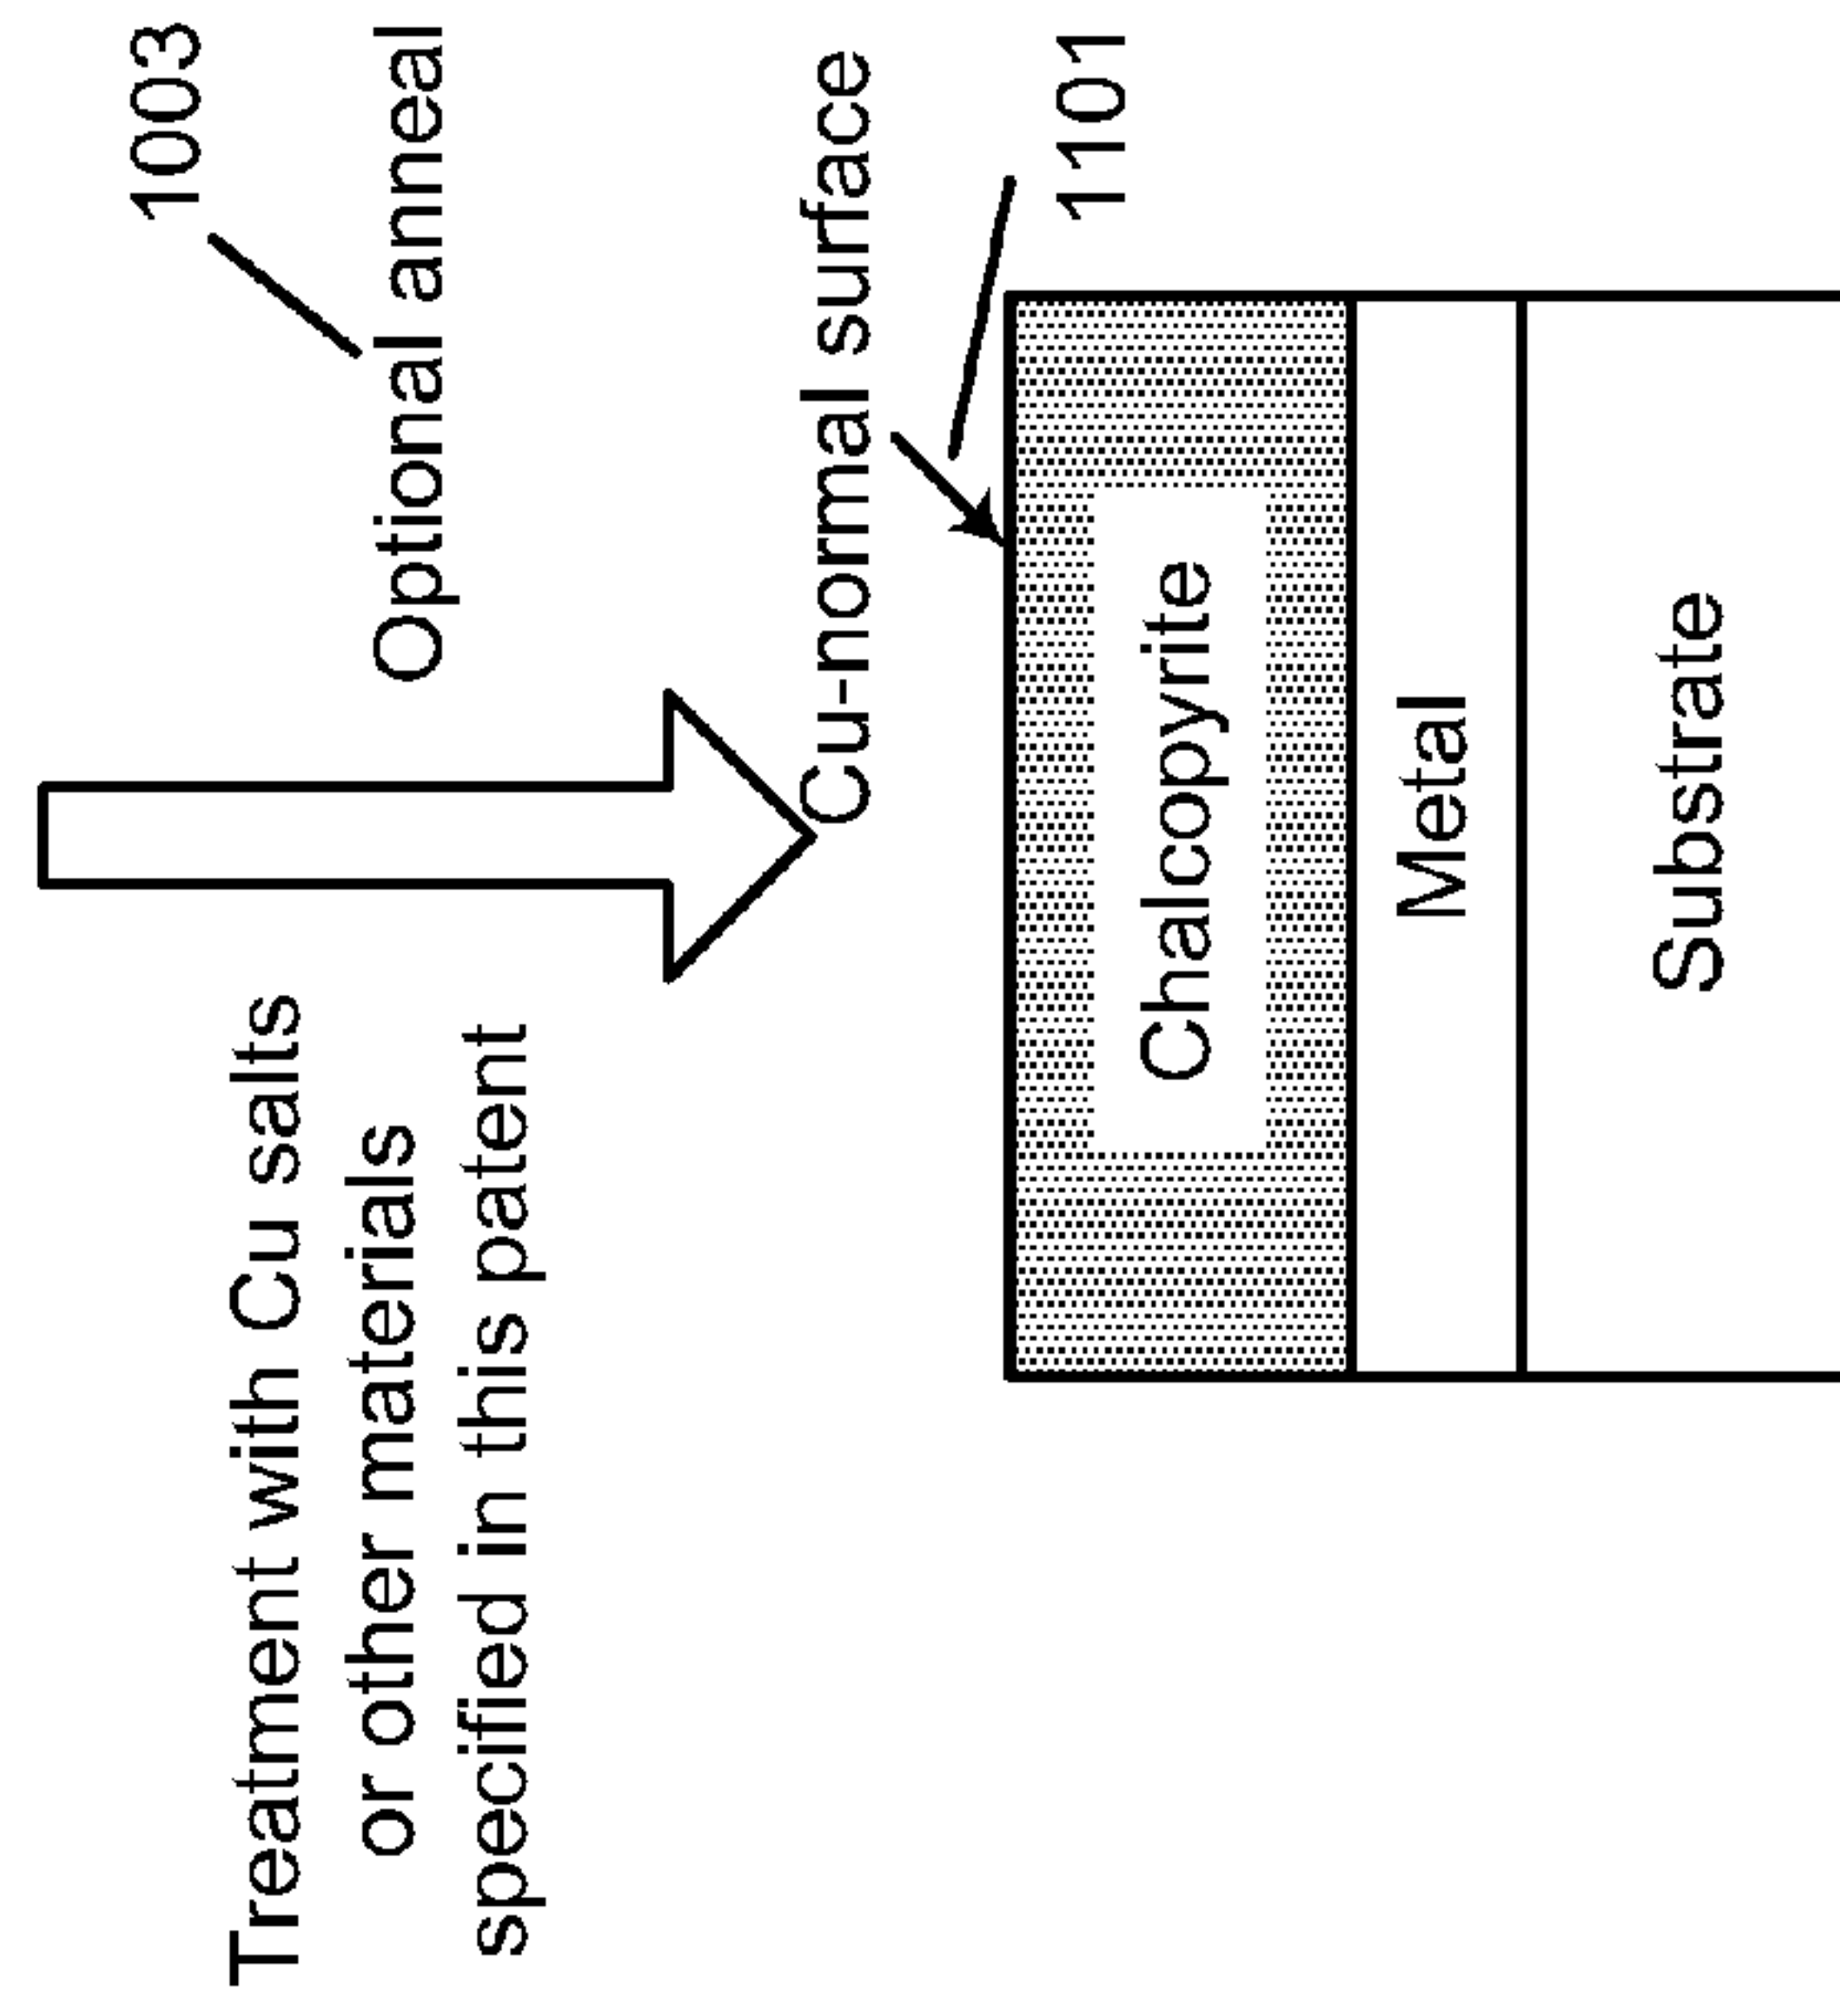 Treatment with Cu salts
or other materials
specified in this patent
1003
Optional anneal
Cu-normal surface
1101
Chalcopyrite
Metal
Substrate